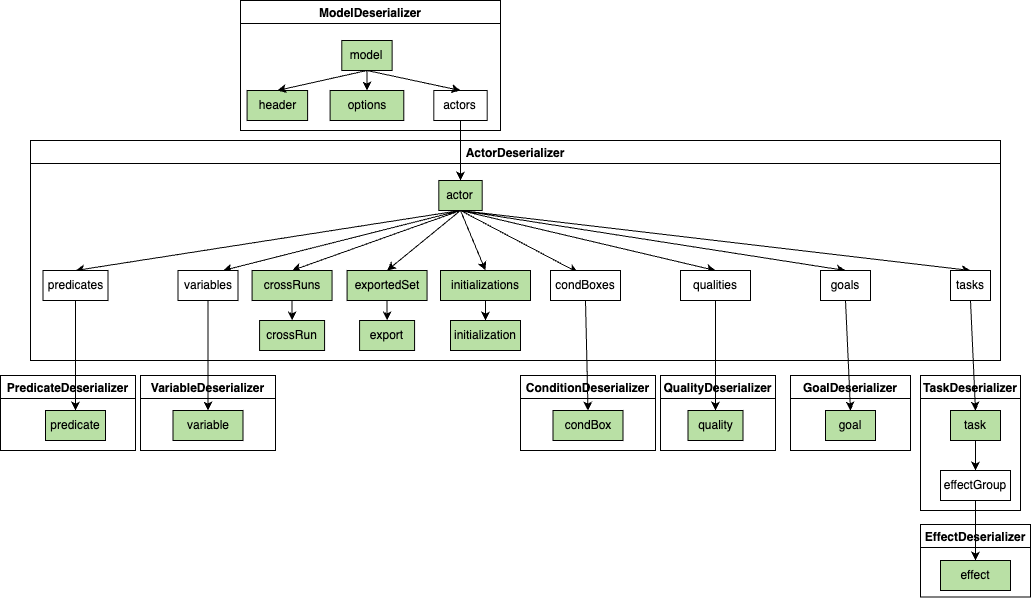 ModelDeserializer
model
header
options
actors
ActorDeserializer
actor
predicates
variables
crossRuns
exportedSet
initializations
condBoxes
qualities
goals
tasks
crossRun
export
initialization
PredicateDeserializer
VariableDeserializer
ConditionDeserializer
QualityDeserializer
GoalDeserializer
TaskDeserializer
predicate
variable
condBox
quality
goal
task
effectGroup
EffectDeserializer
effect